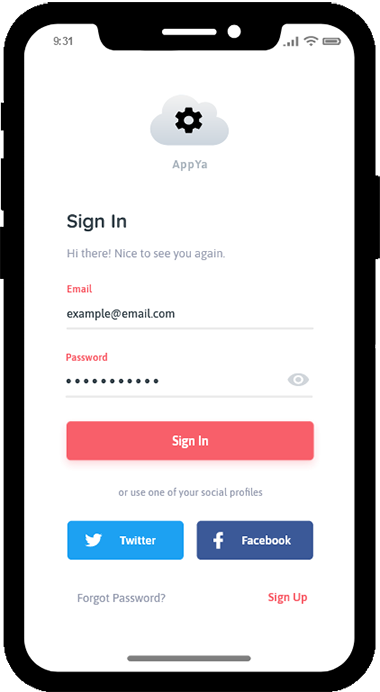 9:31
AppYa
Sign In
Hi there! Nice to see you again.
Email
example@email.com
Password
•••••••••••
Sign In
or use one of your social profiles
Twitter
Facebook
Forgot Password?
Sign Up